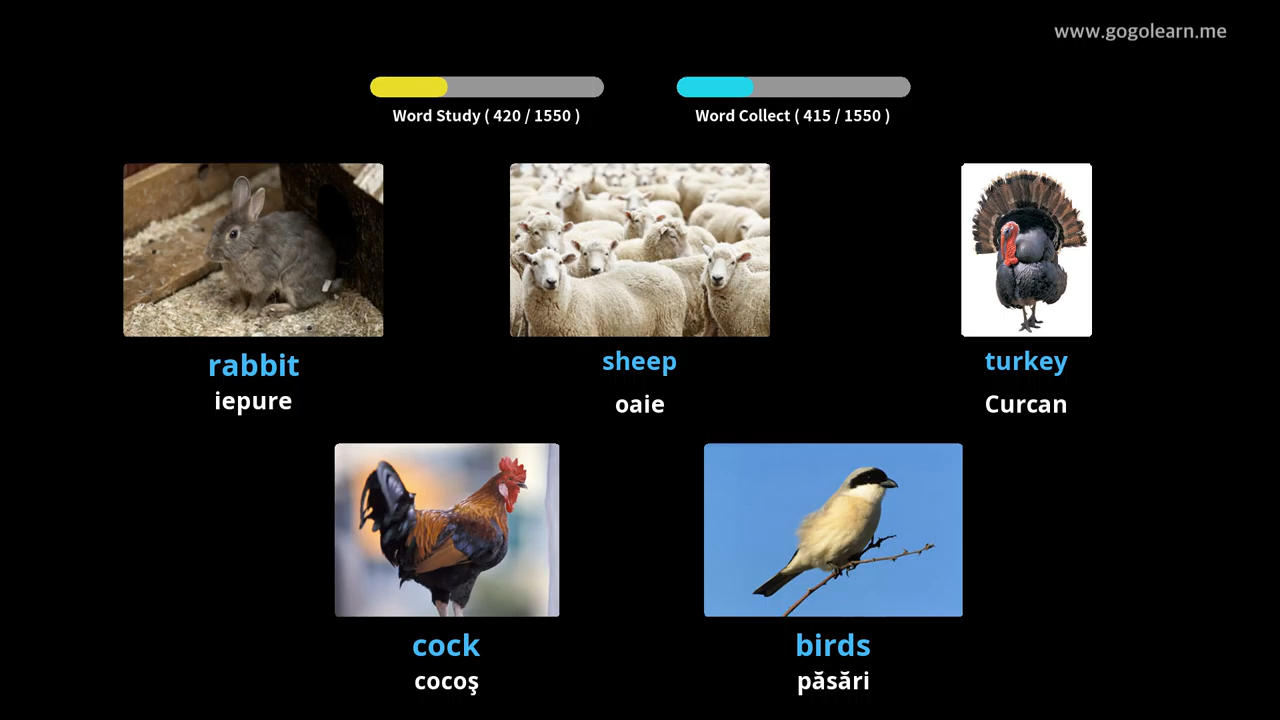 www.gogolearn.me
Word Study ( 420 / 1550 )
Word Collect ( 415 / 1550 )
rabbit
iepure
sheep
oaie
turkey
Curcan
cock
cocoş
birds
păsări